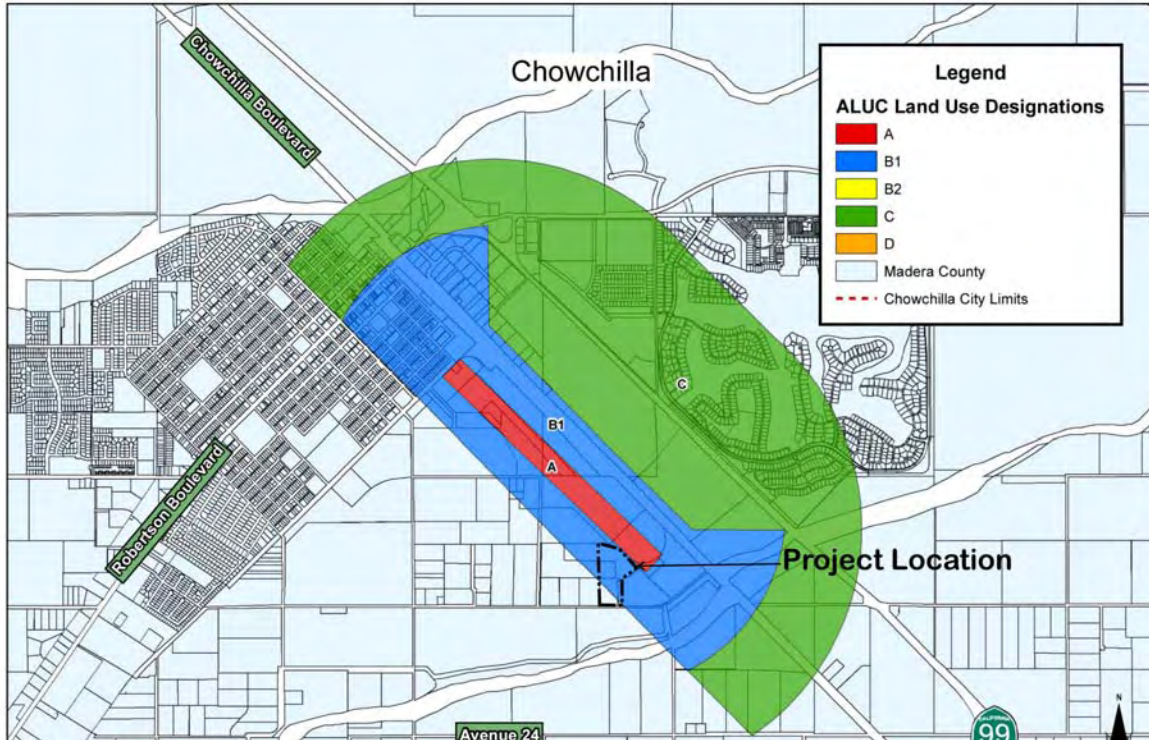 Chowchilla Boulevard
Chowchilla
Legend
ALUC Land Use Designations
A
B1
B2
C
D
Madera County
Chowchilla City Limits
C
B1
A
Robertson Boulevard
Project Location
Avenue 24
CALIFORNIA
99
N